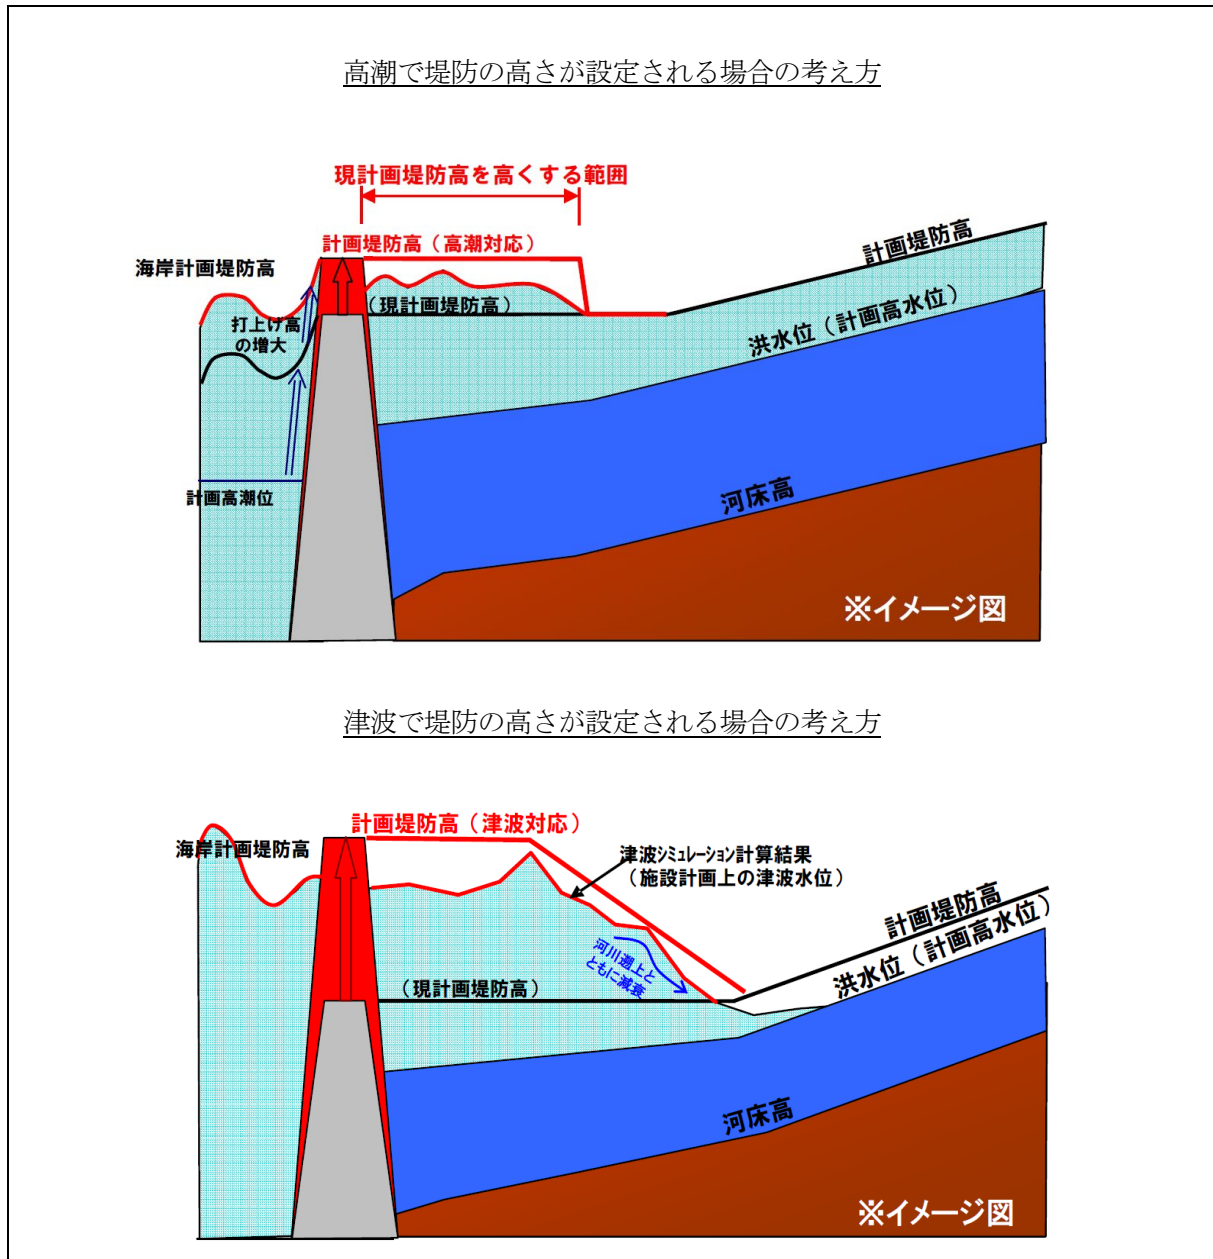 高潮で堤防の高さが設定される場合の考え方
現計画堤防高を高くする範囲
計画堤防高（高潮対応）
海岸計画堤防高
計画堤防高
（現計画堤防高）
打上げ高
の増大
洪水位（計画高水位）
計画高潮位
河床高
※イメージ図
津波で堤防の高さが設定される場合の考え方
計画堤防高（津波対応）
海岸計画堤防高
津波ｼﾐｭﾚｰｼｮﾝ計算結果
（施設計画上の津波水位）
計画堤防高
洪水位（計画高水位）
河川遡上と
ともに減衰
（現計画堤防高）
河床高
※イメージ図